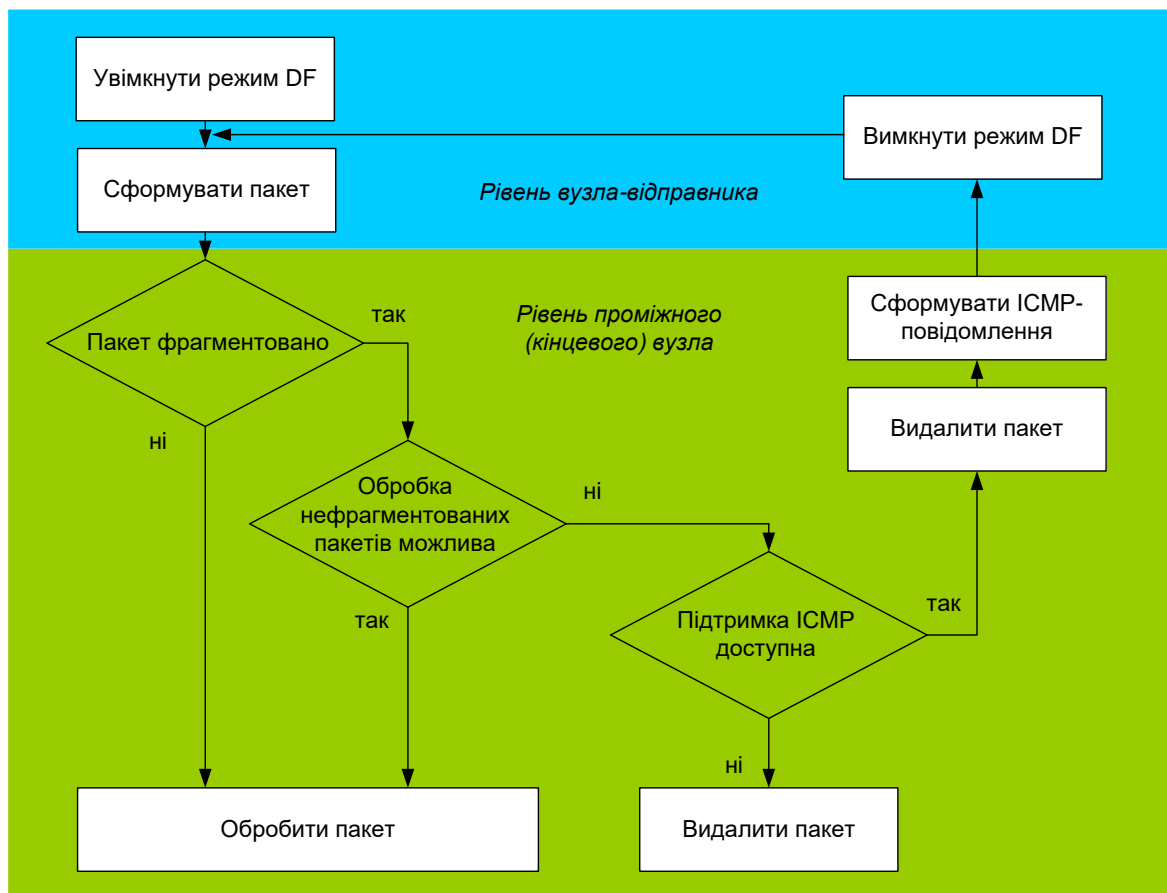 Увімкнути режим DF
Вимкнути режим DF
Сформувати пакет
Рівень вузла-відправника
Сформувати ICMP-
повідомлення
так
Рівень проміжного
(кінцевого) вузла
Пакет фрагментовано
Видалити пакет
ні
Обробка
нефрагментованих
пакетів можлива
ні
так
Підтримка ICMP
доступна
так
ні
Обробити пакет
Видалити пакет